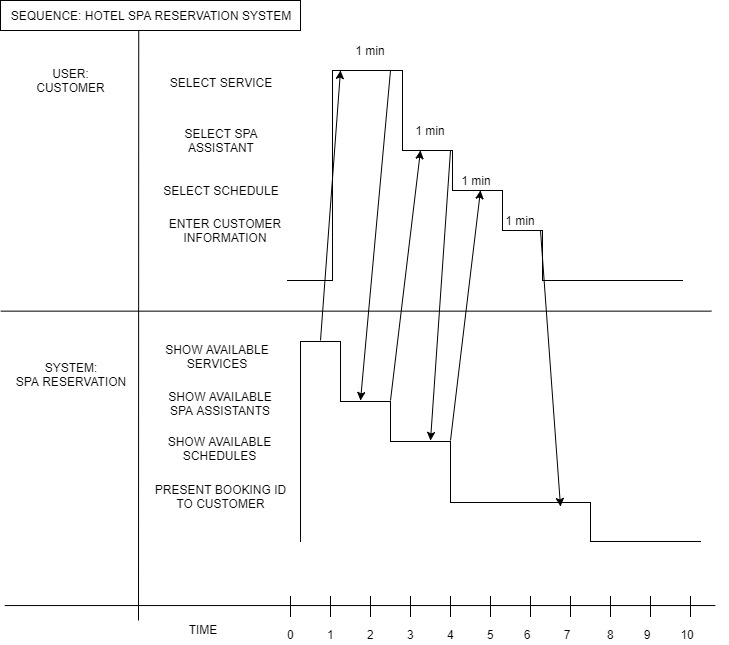 SEQUENCE: HOTEL SPA RESERVATION SYSTEM
1 min
USER:
CUSTOMER
SELECT SERVICE
1 min
SELECT SPA
ASSISTANT
1 min
SELECT SCHEDULE
1 min
ENTER CUSTOMER
INFORMATION
SHOW AVAILABLE
SERVICES
SYSTEM:
SPA RESERVATION
SHOW AVAILABLE
SPA ASSISTANTS
SHOW AVAILABLE
SCHEDULES
PRESENT BOOKING ID
TO CUSTOMER
TIME
0 1 2 3 4 5 6 7 8 9 10